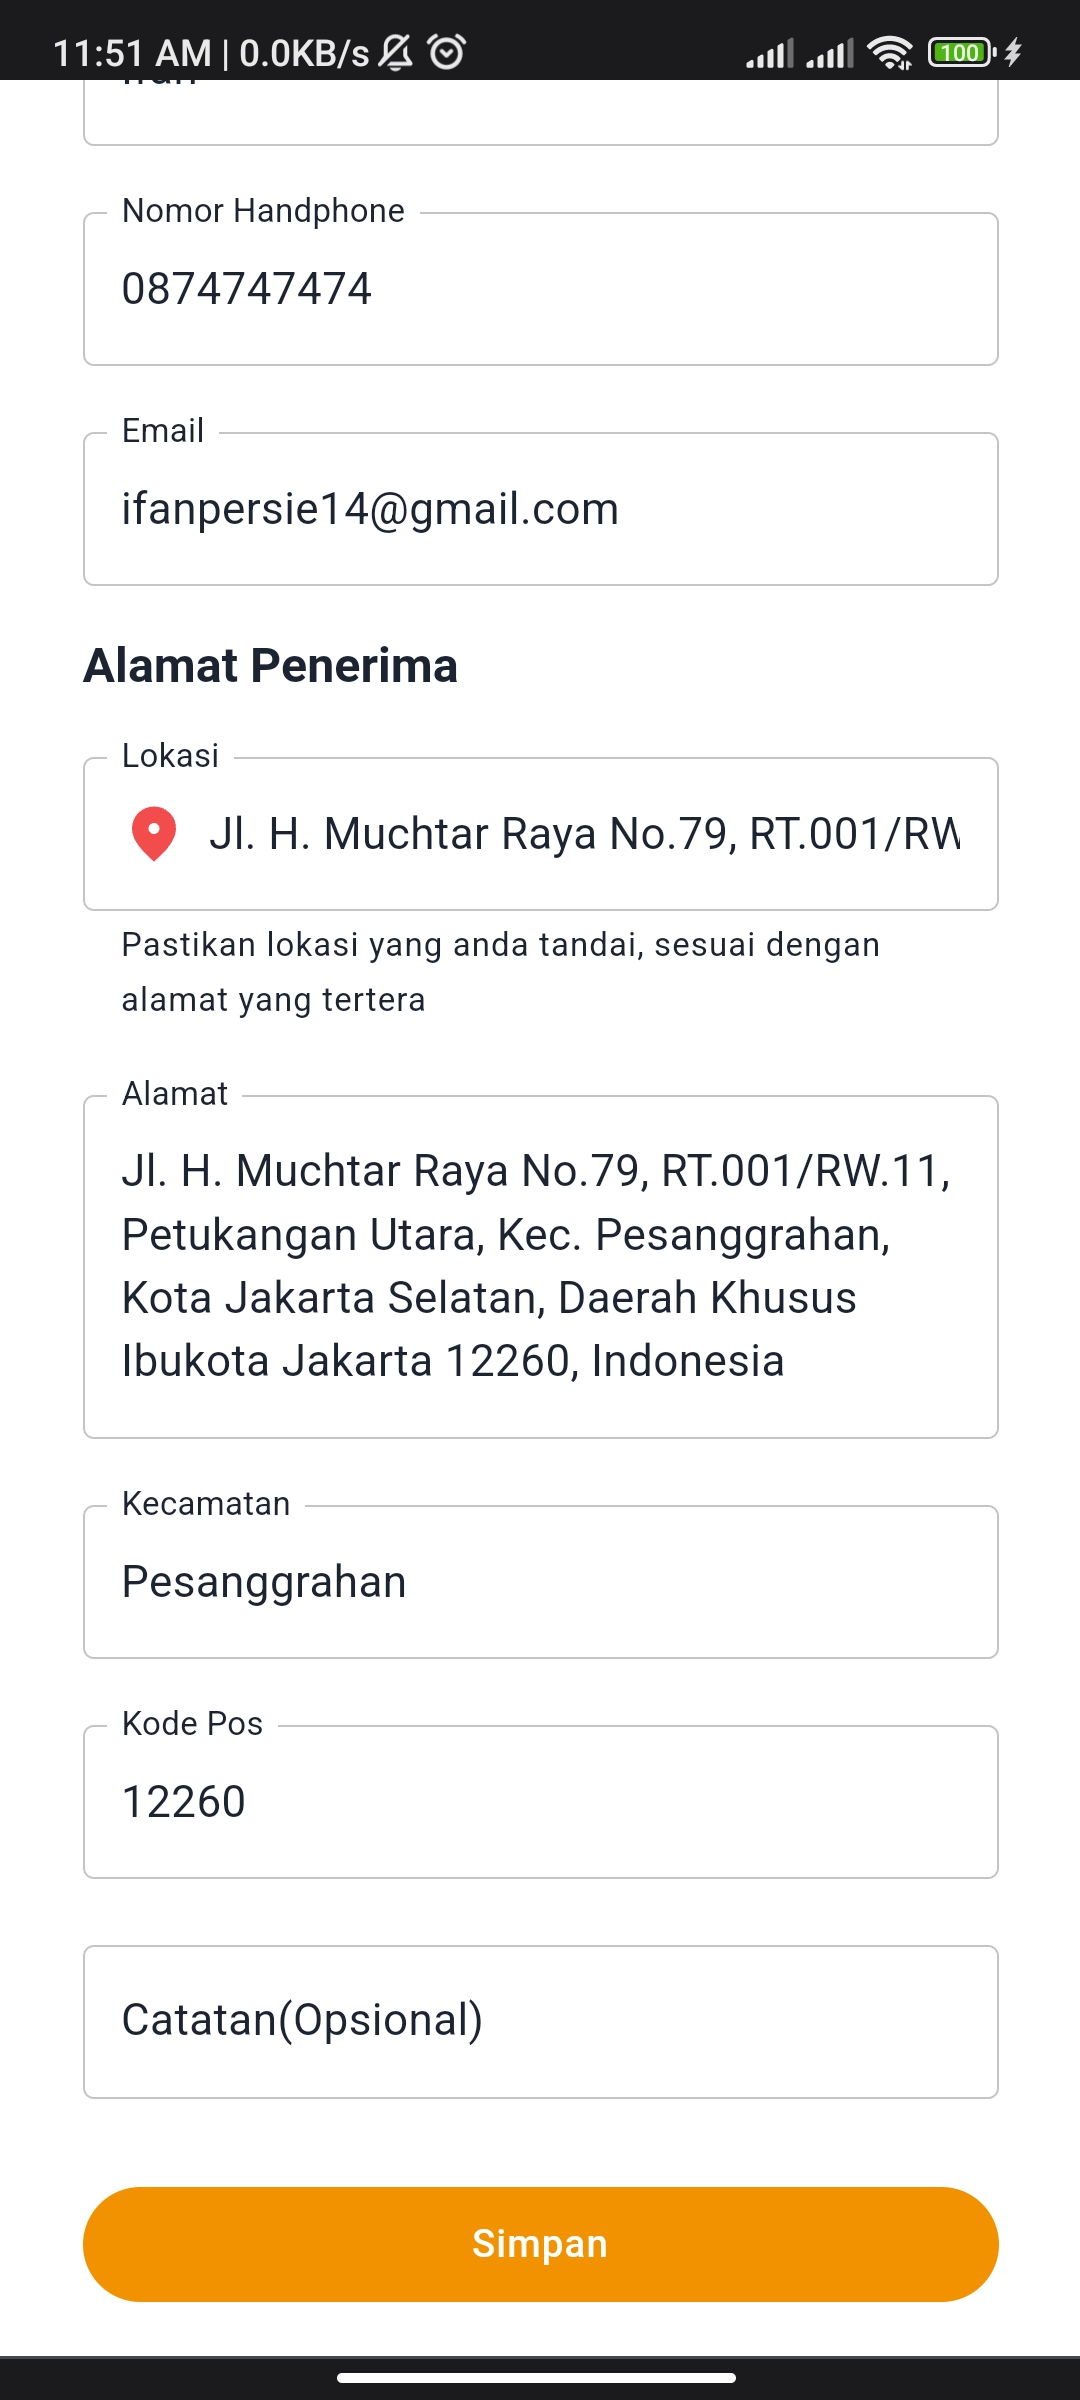 11:51 AM | 0.0KB/s
100
Nomor Handphone
0874747474
Email
ifanpersie14@gmail.com
Alamat Penerima
Lokasi
Jl. H. Muchtar Raya No.79, RT.001/RW
Pastikan lokasi yang anda tandai, sesuai dengan
alamat yang tertera
Alamat
Jl. H. Muchtar Raya No.79, RT.001/RW.11,
Petukangan Utara, Kec. Pesanggrahan,
Kota Jakarta Selatan, Daerah Khusus
Ibukota Jakarta 12260, Indonesia
Kecamatan
Pesanggrahan
Kode Pos
12260
Catatan(Opsional)
Simpan